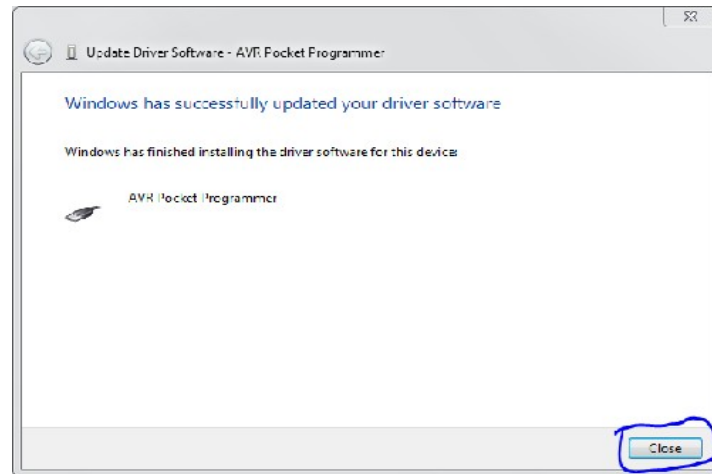 Update Driver Software - AVR Pocket Programmer
Windows has successfully updated your driver software
Windows has finished installing the driver software for this device:
AVR Pocket Programmer
Close